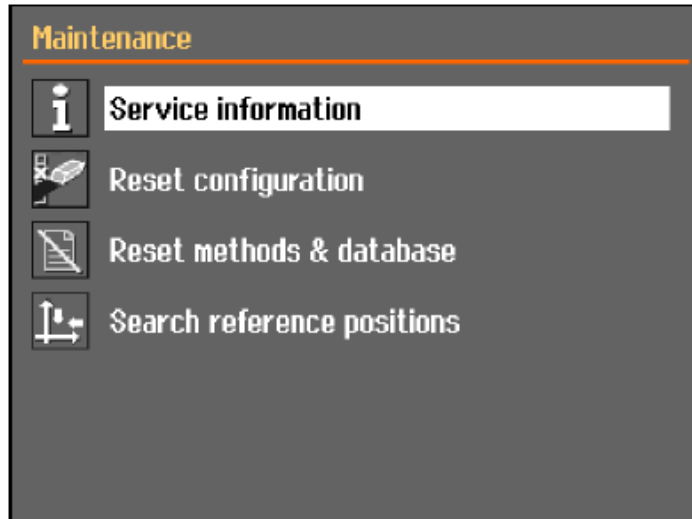 Maintenance
Service information
Reset configuration
Reset methods & database
Search reference positions